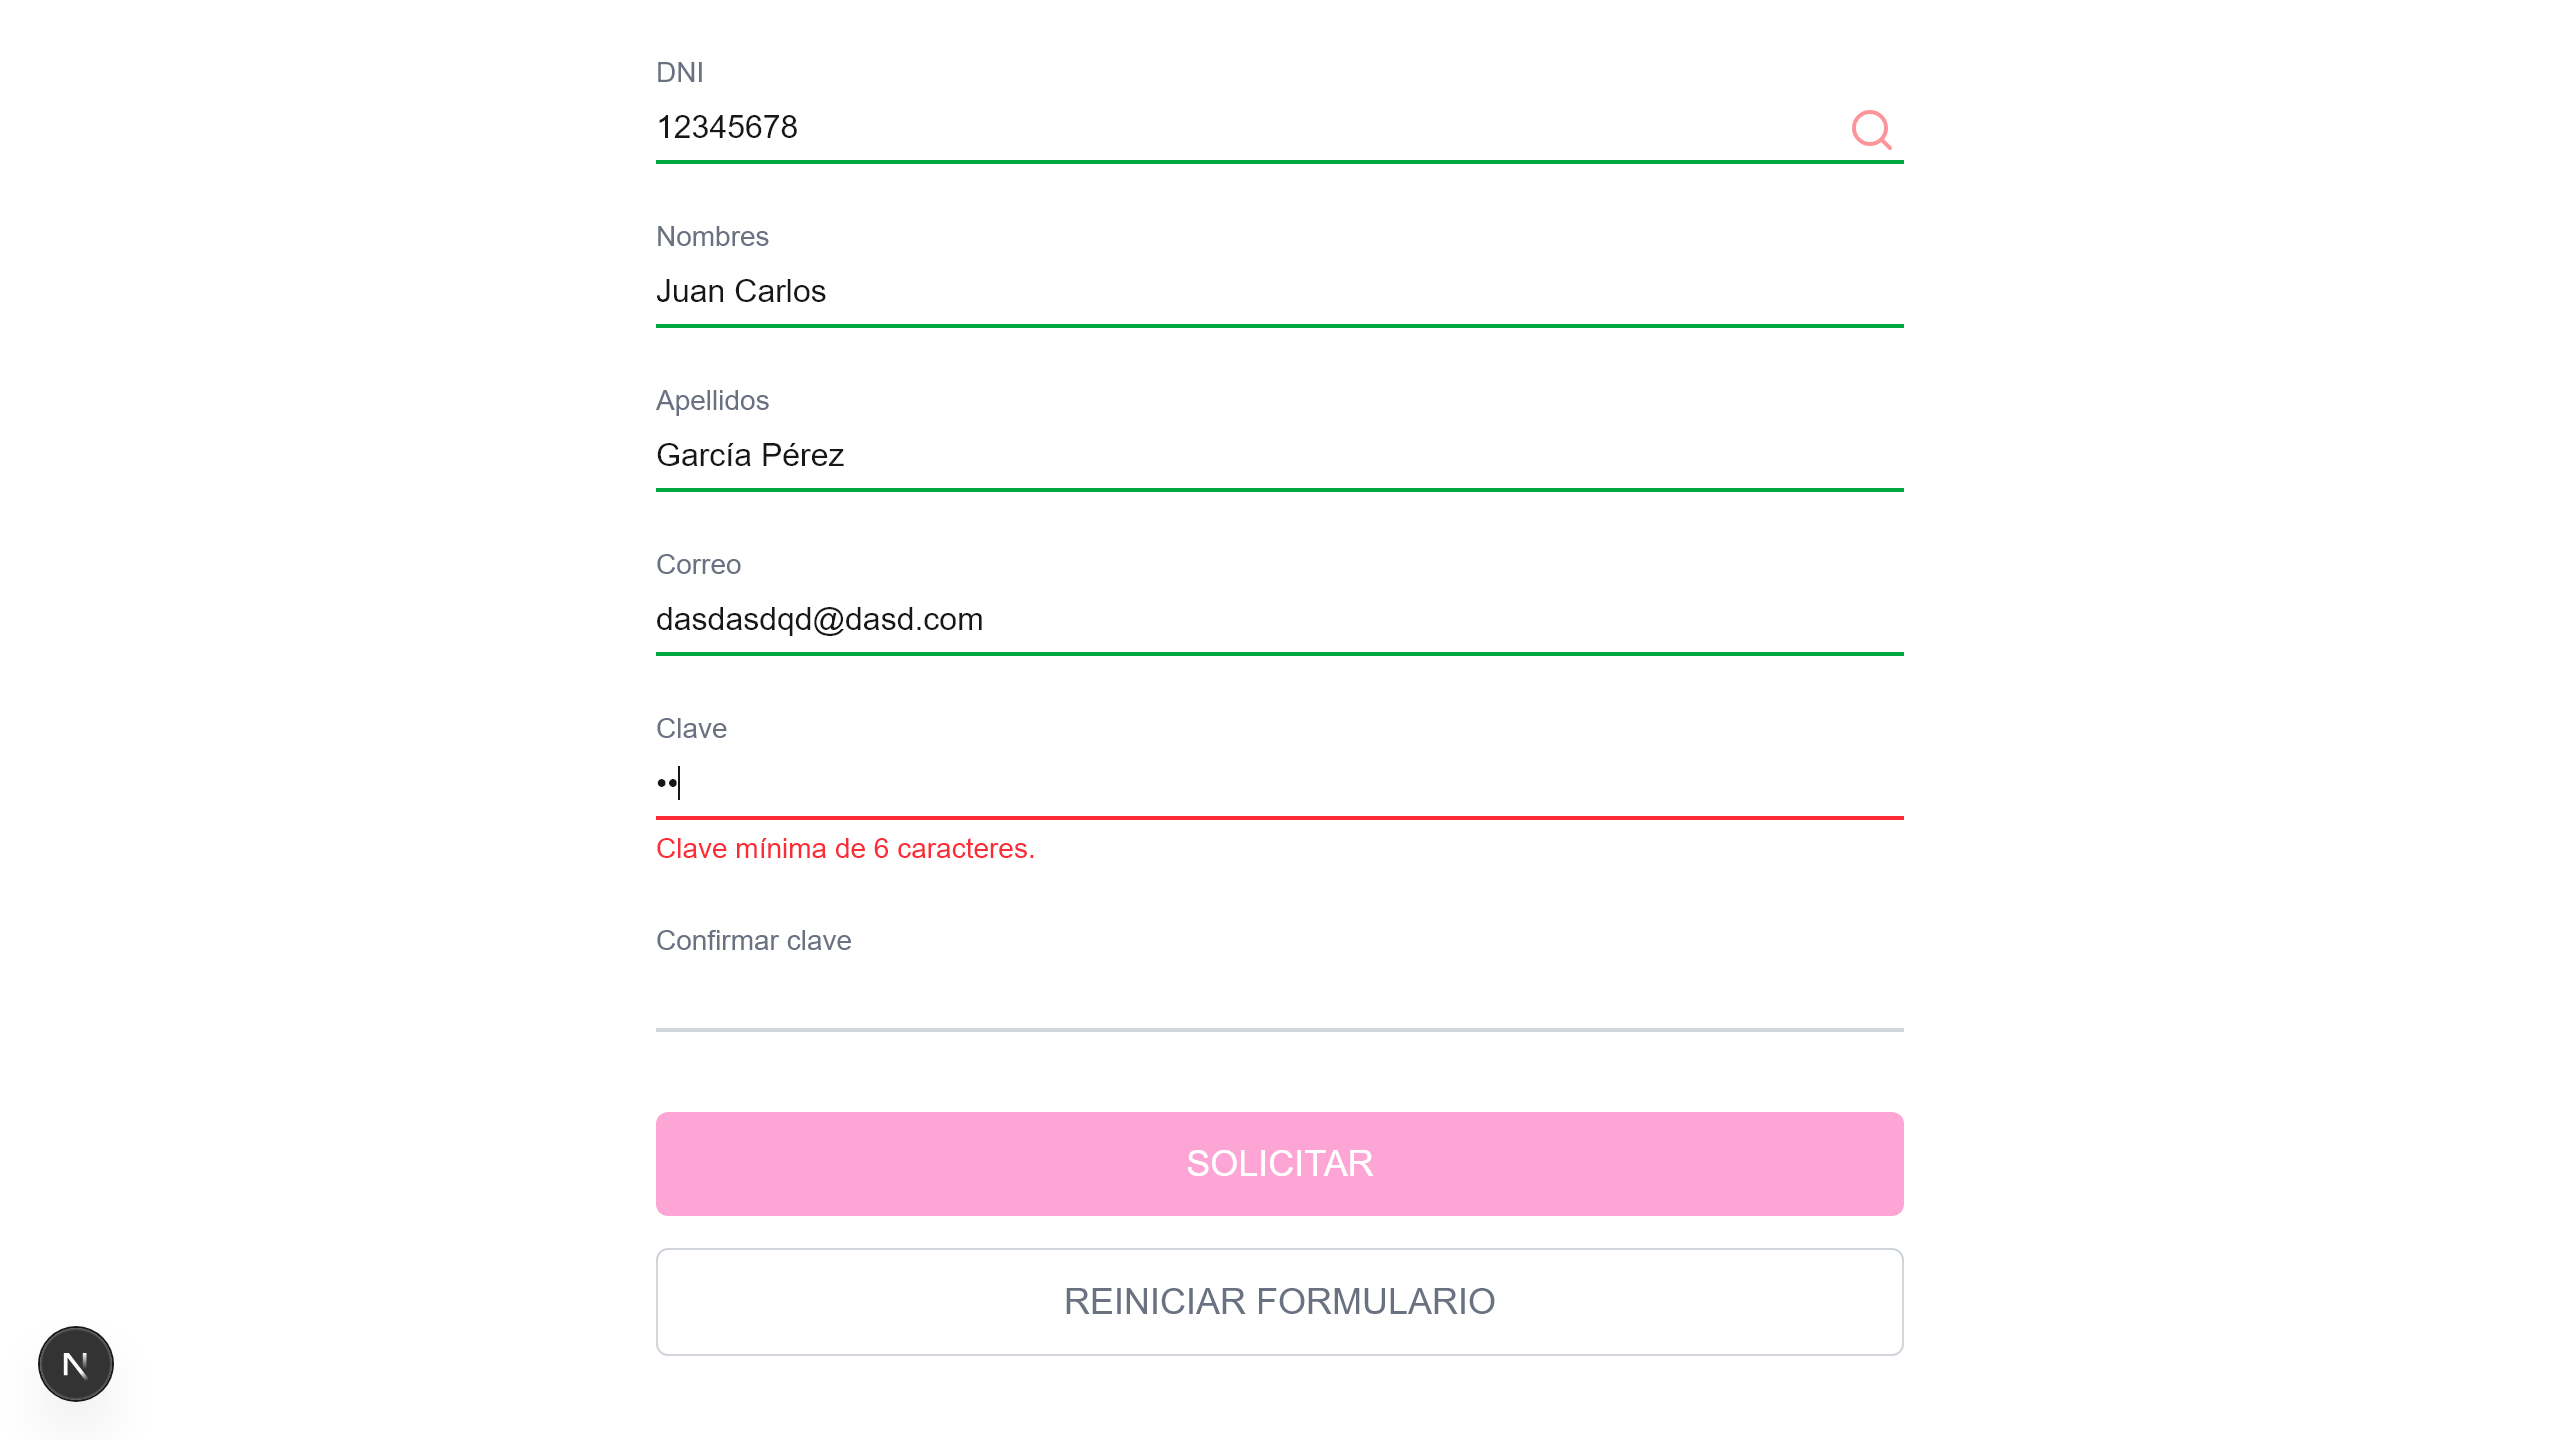 DNI
12345678
Nombres
Juan Carlos
Apellidos
García Pérez
Correo
dasdasdqd@dasd.com
Clave
••
Clave mínima de 6 caracteres.
Confirmar clave
SOLICITAR
REINICIAR FORMULARIO
N